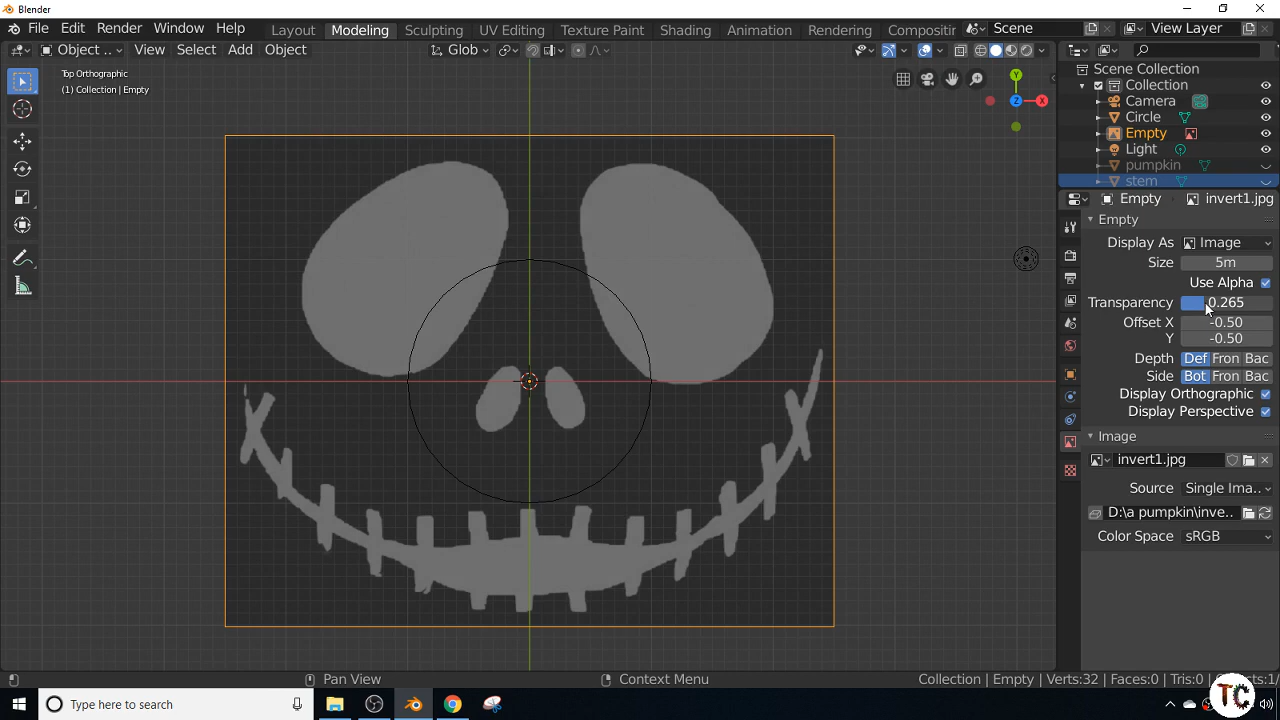 Blender
File Edit Render Window Help Layout Modeling Sculpting UV Editing Texture Paint Shading Animation Rendering Compositi Scene View Layer
Object .. View Select Add Object Glob
Top Orthographic
(1) Collection | Empty
Scene Collection
Collection
Camera
Circle
Empty
Light
pumpkin
stem
Empty invert1.jpg
Empty
Display As Image
Size 5m
Use Alpha
Transparency 0.265
Offset X -0.50
Y -0.50
Depth Def Fron Bac
Side Bot Fron Bac
Display Orthographic
Display Perspective
Image
invert1.jpg
Source Single Ima..
D:\a pumpkin\inve..
Color Space sRGB
Pan View Context Menu Collection | Empty | Verts:32 | Faces:0 | Tris:0 |
Type here to search
TC